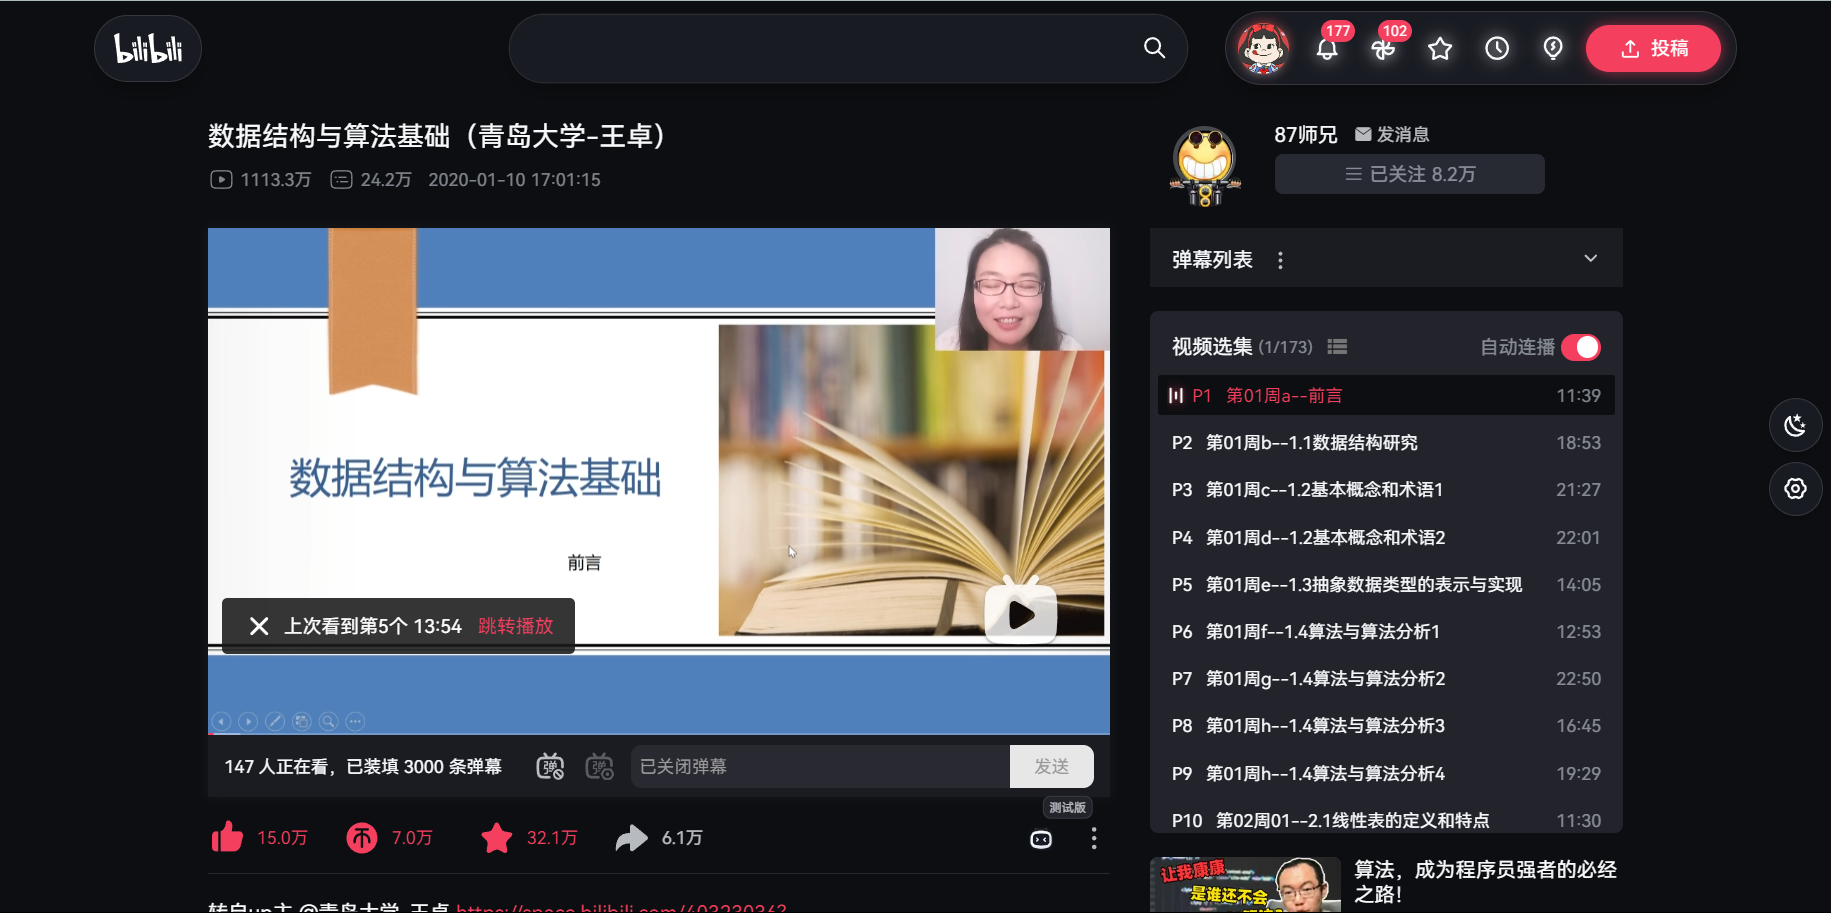 bilibili
177
102
投稿
数据结构与算法基础（青岛大学-王卓）
1113.3万 24.2万 2020-01-10 17:01:15
87师兄 发消息
已关注 8.2万
数据结构与算法基础
前言
上次看到第5个 13:54 跳转播放
147 人正在看，已装填 3000 条弹幕
弹
弹
已关闭弹幕
发送
测试版
15.0万 7.0万 32.1万 6.1万
转自up主 @青岛大学-王卓
弹幕列表
视频选集 (1/173) 自动连播
P1 第01周a--前言 11:39
P2 第01周b--1.1数据结构研究 18:53
P3 第01周c--1.2基本概念和术语1 21:27
P4 第01周d--1.2基本概念和术语2 22:01
P5 第01周e--1.3抽象数据类型的表示与实现 14:05
P6 第01周f--1.4算法与算法分析1 12:53
P7 第01周g--1.4算法与算法分析2 22:50
P8 第01周h--1.4算法与算法分析3 16:45
P9 第01周h--1.4算法与算法分析4 19:29
P10 第02周01--2.1线性表的定义和特点 11:30
让我康康
是谁还不会
算法，成为程序员强者的必经
之路！